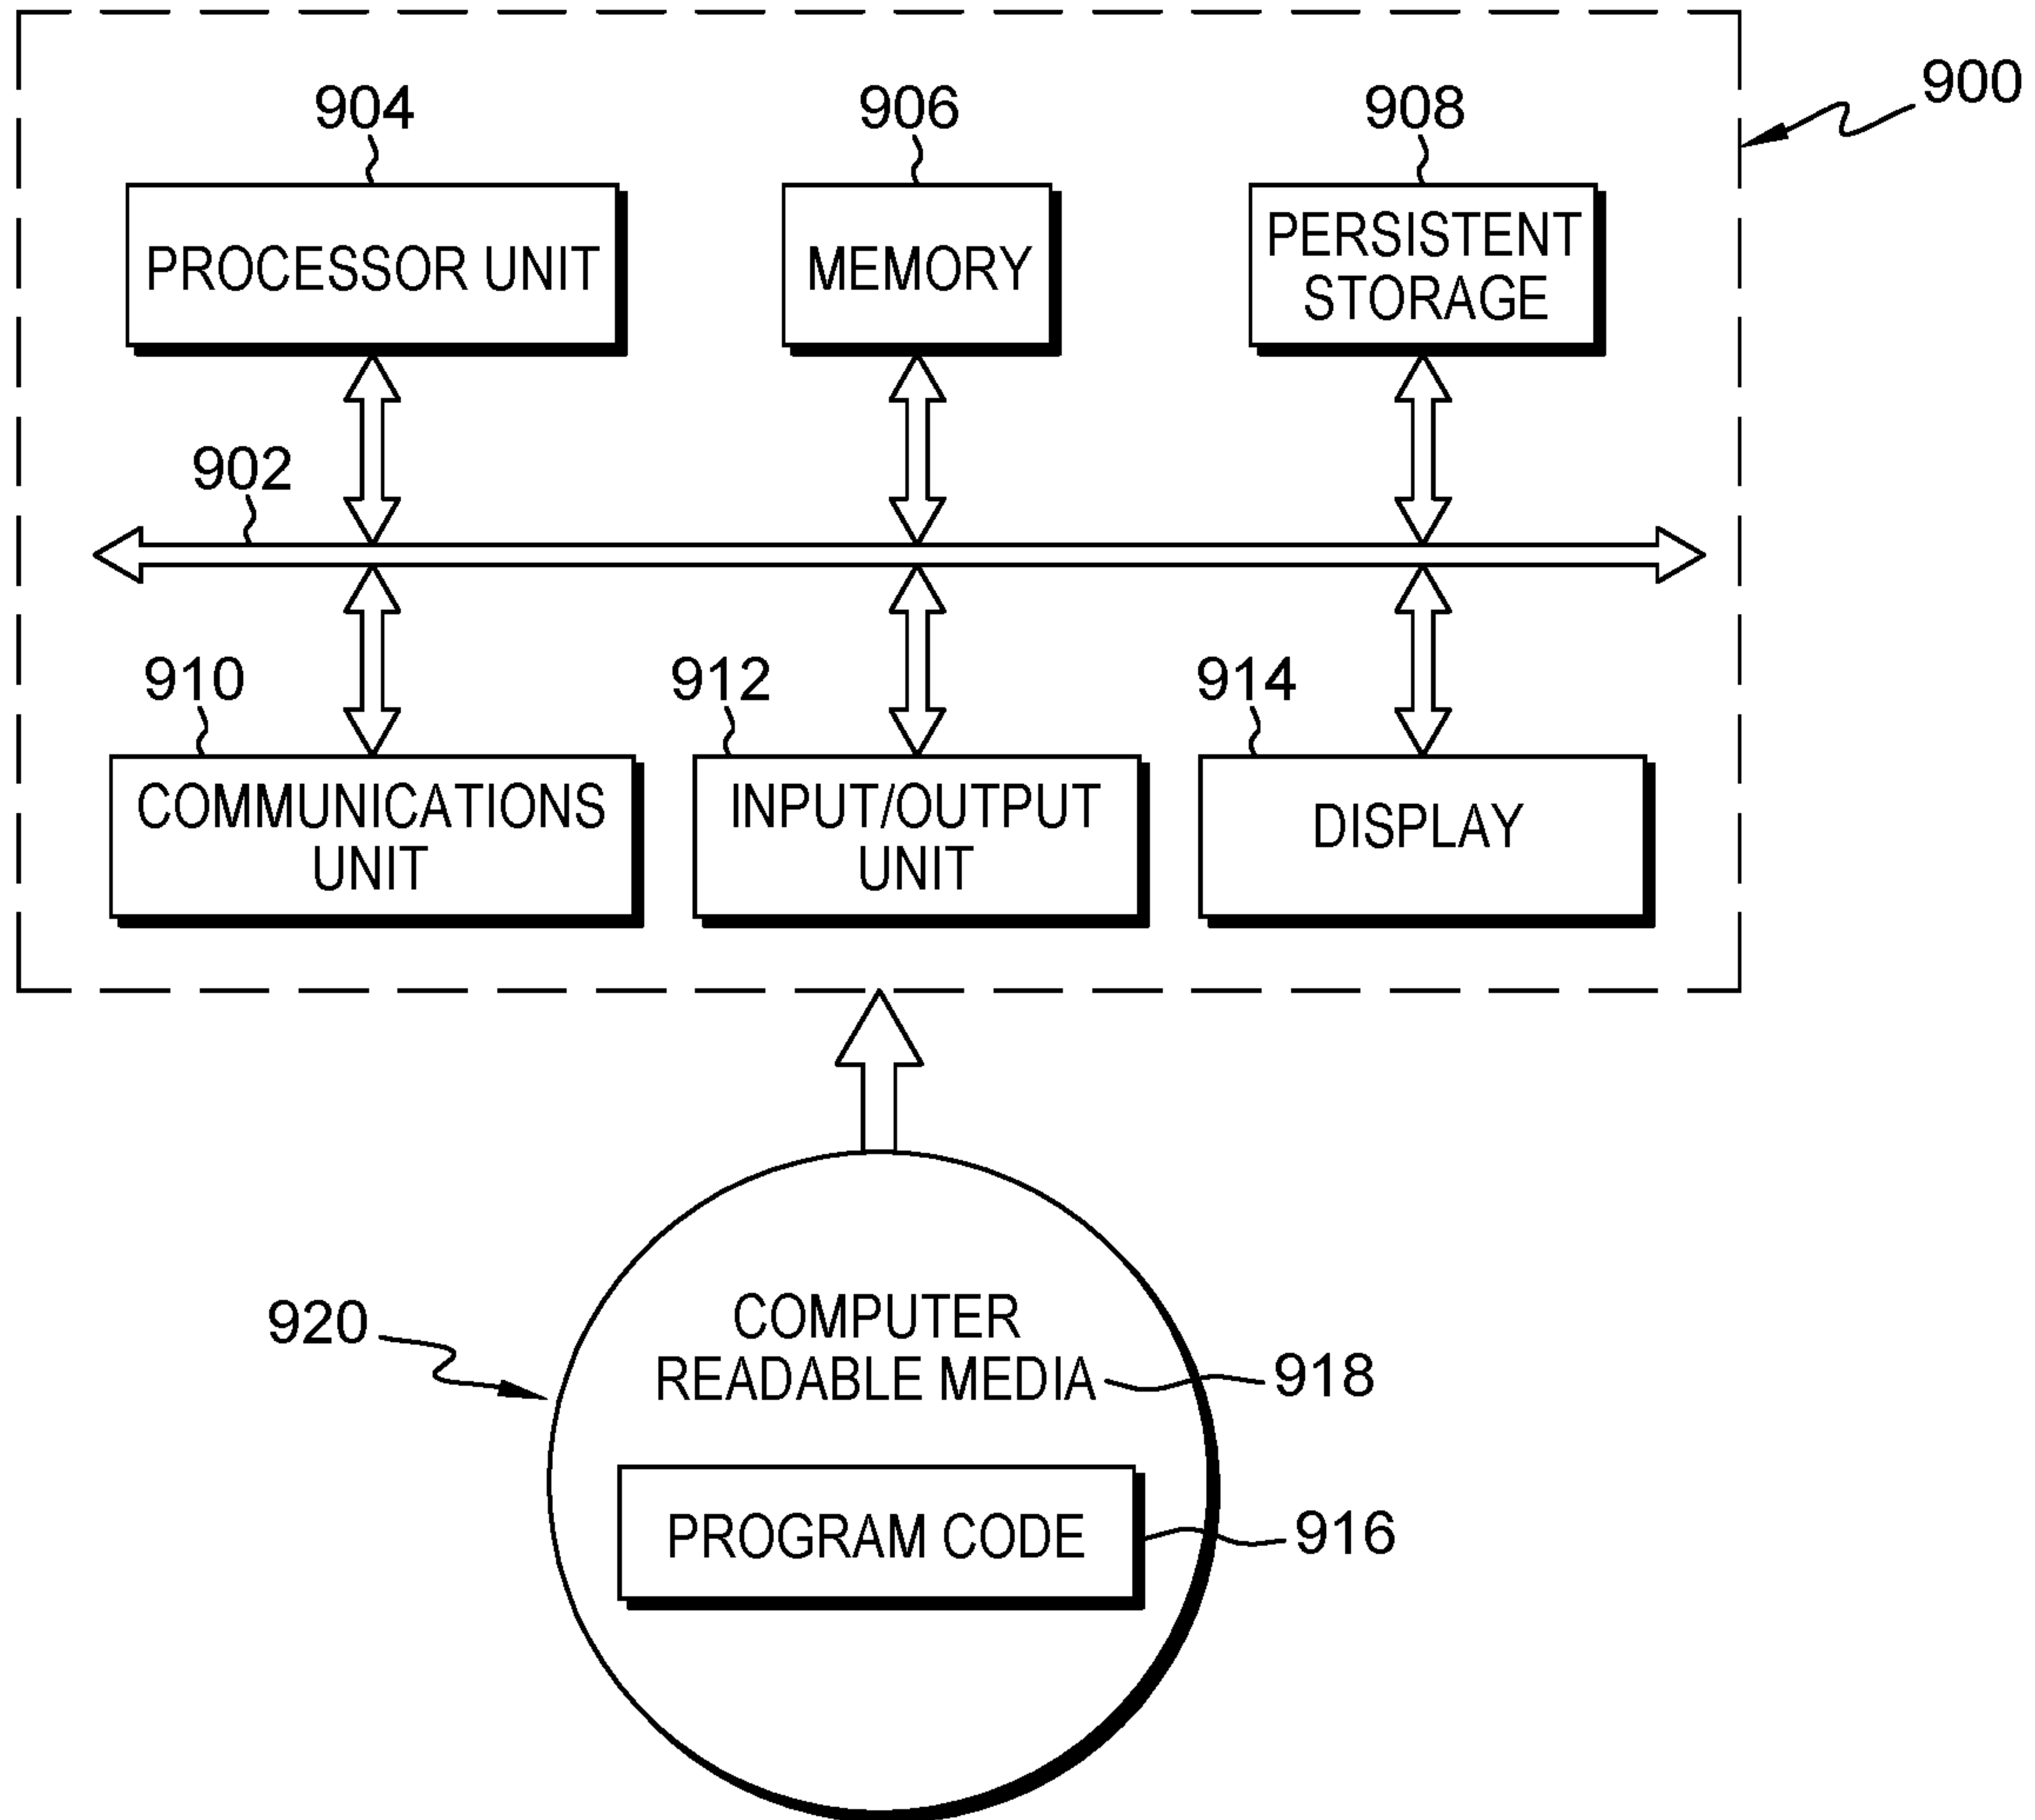 900
904
906
908
PROCESSOR UNIT
MEMORY
PERSISTENT
STORAGE
902
910
912
914
COMMUNICATIONS
UNIT
INPUT/OUTPUT
UNIT
DISPLAY
920
COMPUTER
READABLE MEDIA
918
PROGRAM CODE
916